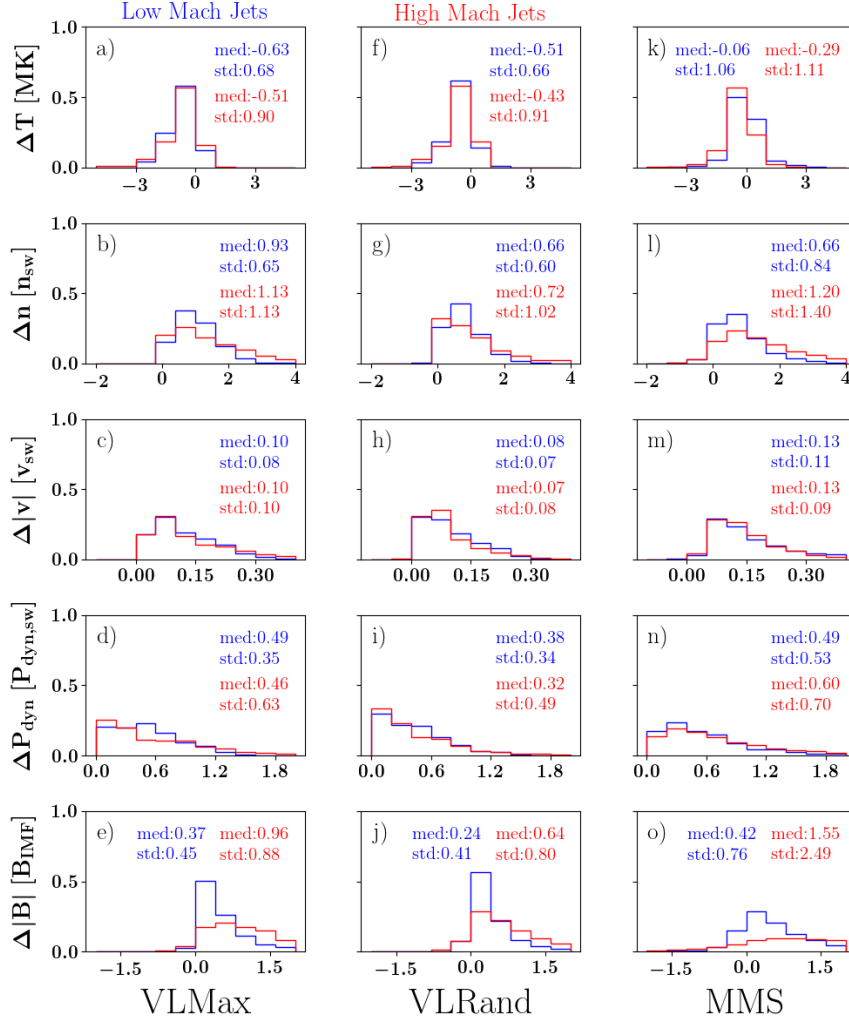 Low Mach Jets High Mach Jets
ΔT [MK]
1.0
0.5
0.0
a)
med:-0.63
std:0.68
med:-0.51
std:0.90
−3 0 3
f)
med:-0.51
std:0.66
med:-0.43
std:0.91
−3 0 3
k)
med:-0.06 med:-0.29
std:1.06 std:1.11
−3 0 3
Δn [n_sw]
1.0
0.5
0.0
b)
med:0.93
std:0.65
med:1.13
std:1.13
−2 0 2 4
g)
med:0.66
std:0.60
med:0.72
std:1.02
−2 0 2 4
l)
med:0.66
std:0.84
med:1.20
std:1.40
−2 0 2 4
Δ|v| [v_sw]
1.0
0.5
0.0
c)
med:0.10
std:0.08
med:0.10
std:0.10
0.00 0.15 0.30
h)
med:0.08
std:0.07
med:0.07
std:0.08
0.00 0.15 0.30
m)
med:0.13
std:0.11
med:0.13
std:0.09
0.00 0.15 0.30
ΔP_dyn [P_dyn,sw]
1.0
0.5
0.0
d)
med:0.49
std:0.35
med:0.46
std:0.63
0.0 0.6 1.2 1.8
i)
med:0.38
std:0.34
med:0.32
std:0.49
0.0 0.6 1.2 1.8
n)
med:0.49
std:0.53
med:0.60
std:0.70
0.0 0.6 1.2 1.8
Δ|B| [B_IMF]
1.0
0.5
0.0
e)
med:0.37 med:0.96
std:0.45 std:0.88
−1.5 0.0 1.5
j)
med:0.24 med:0.64
std:0.41 std:0.80
−1.5 0.0 1.5
o)
med:0.42 med:1.55
std:0.76 std:2.49
−1.5 0.0 1.5
VLMax VLRand MMS